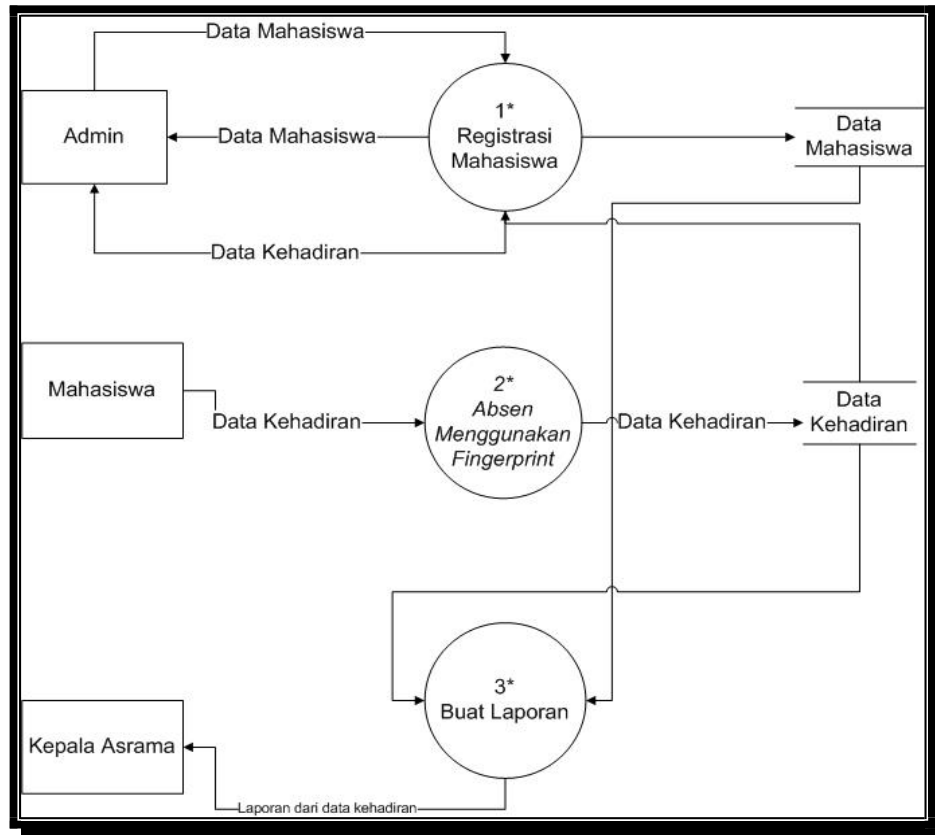 Data Mahasiswa
Admin
Data Mahasiswa
1*
Registrasi
Mahasiswa
Data
Mahasiswa
Data Kehadiran
Mahasiswa
Data Kehadiran
2*
Absen
Menggunakan
Fingerprint
Data Kehadiran
Data
Kehadiran
3*
Buat Laporan
Kepala Asrama
Laporan dari data kehadiran